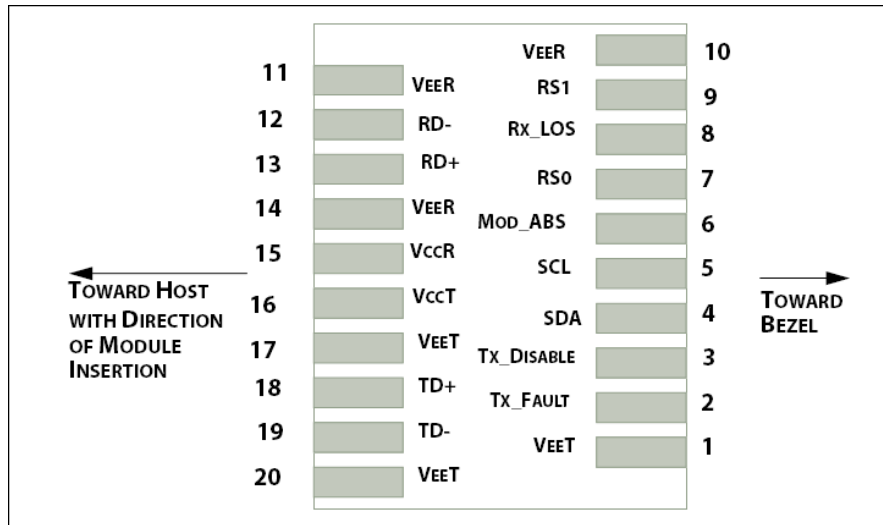 11 VEER
12 RD-
13 RD+
14 VEER
15 VCCR
16 VCCT
17 VEET
18 TD+
19 TD-
20 VEET
VEER 10
RS1 9
RX_LOS 8
RS0 7
MOD_ABS 6
SCL 5
SDA 4
TX_DISABLE 3
TX_FAULT 2
VEET 1
TOWARD HOST
WITH DIRECTION
OF MODULE
INSERTION
TOWARD
BEZEL